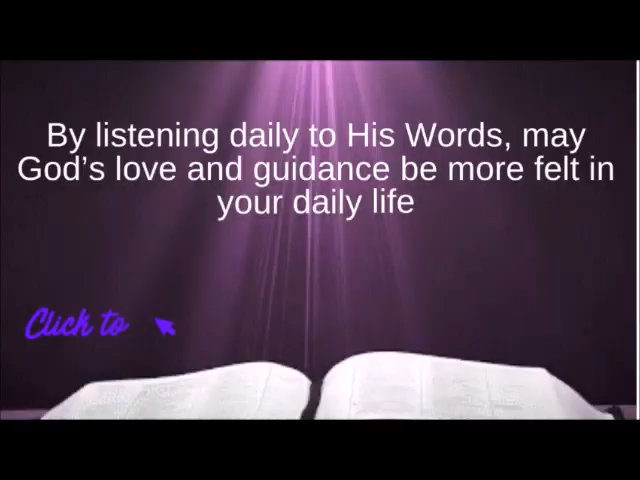 By listening daily to His Words, may
God’s love and guidance be more felt in
your daily life
Click to